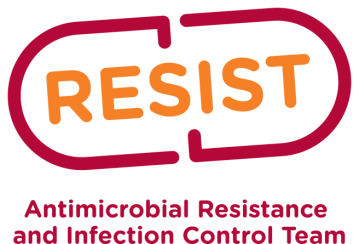 RESIST
Antimicrobial Resistance
and Infection Control Team